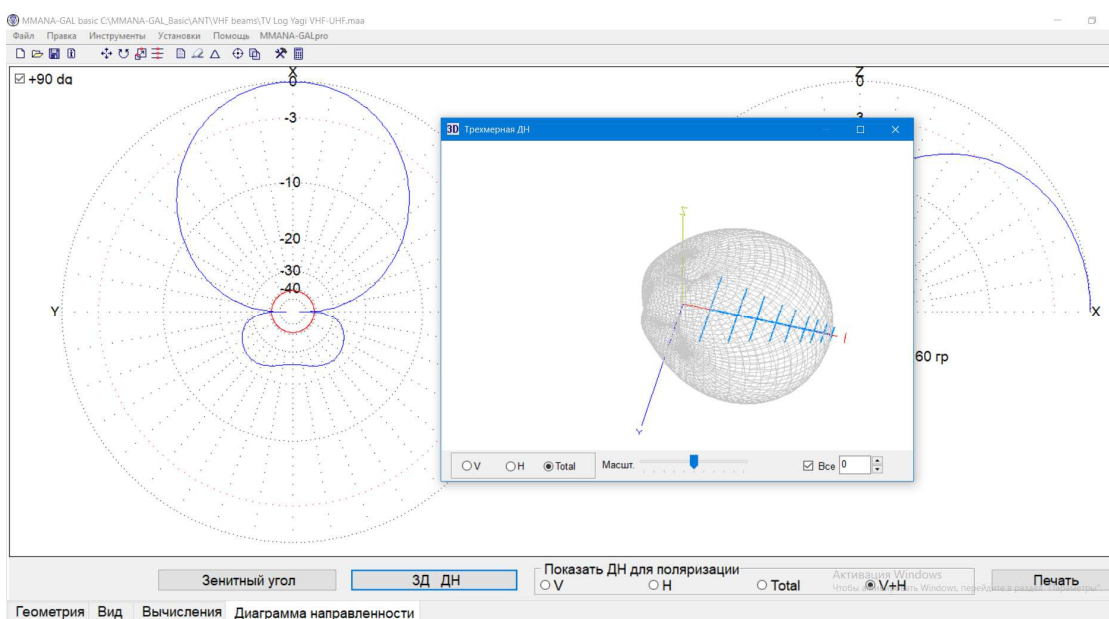 MMANA-GAL basic C:\MMANA-GAL_Basic\ANT\VHF beams\TV Log Yagi VHF-UHF.maa
Файл Правка Инструменты Установки Помощь MMANA-GALpro
+90 da
X
0
-3
-10
-20
-30
-40
Y
Z
0
3
X
60 гр
3D Трехмерная ДН
Z
Y
V H Total Масшт. Все 0
Зенитный угол
3Д ДН
Показать ДН для поляризации
V H Total V+H
Активация Windows
Печать
Геометрия Вид Вычисления Диаграмма направленности